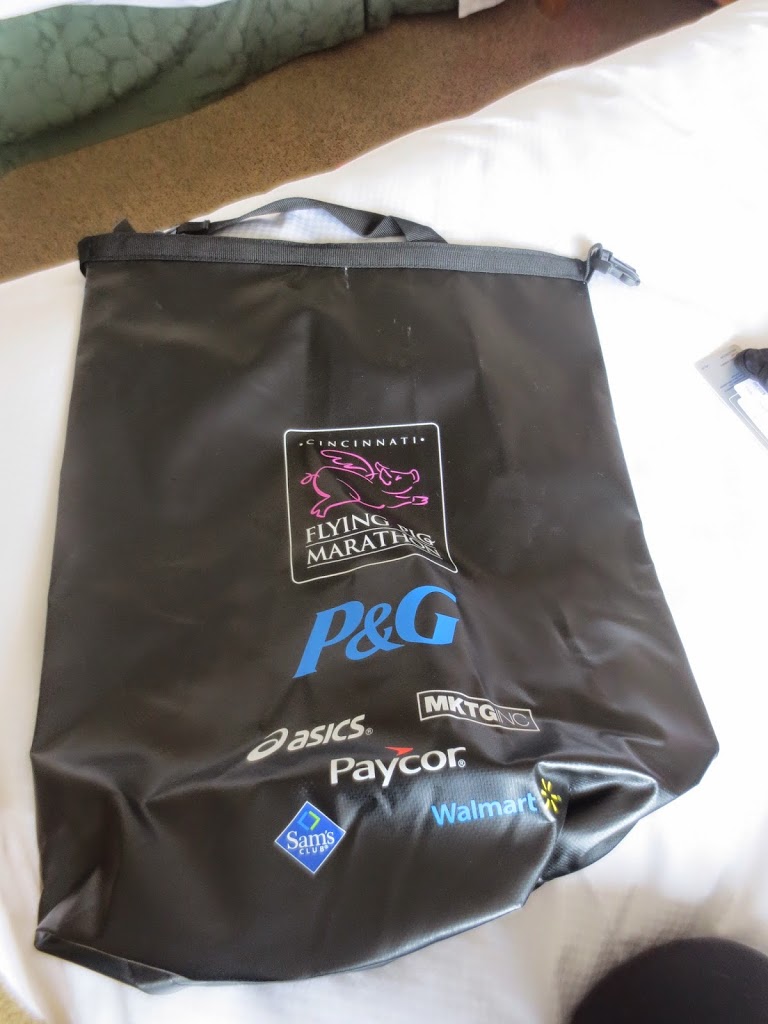 •CINCINNATI•
FLYING PIG
MARATHON
P&G
MKTGINC
asics®
Paycor®
Walmart
Sam's
CLUB®